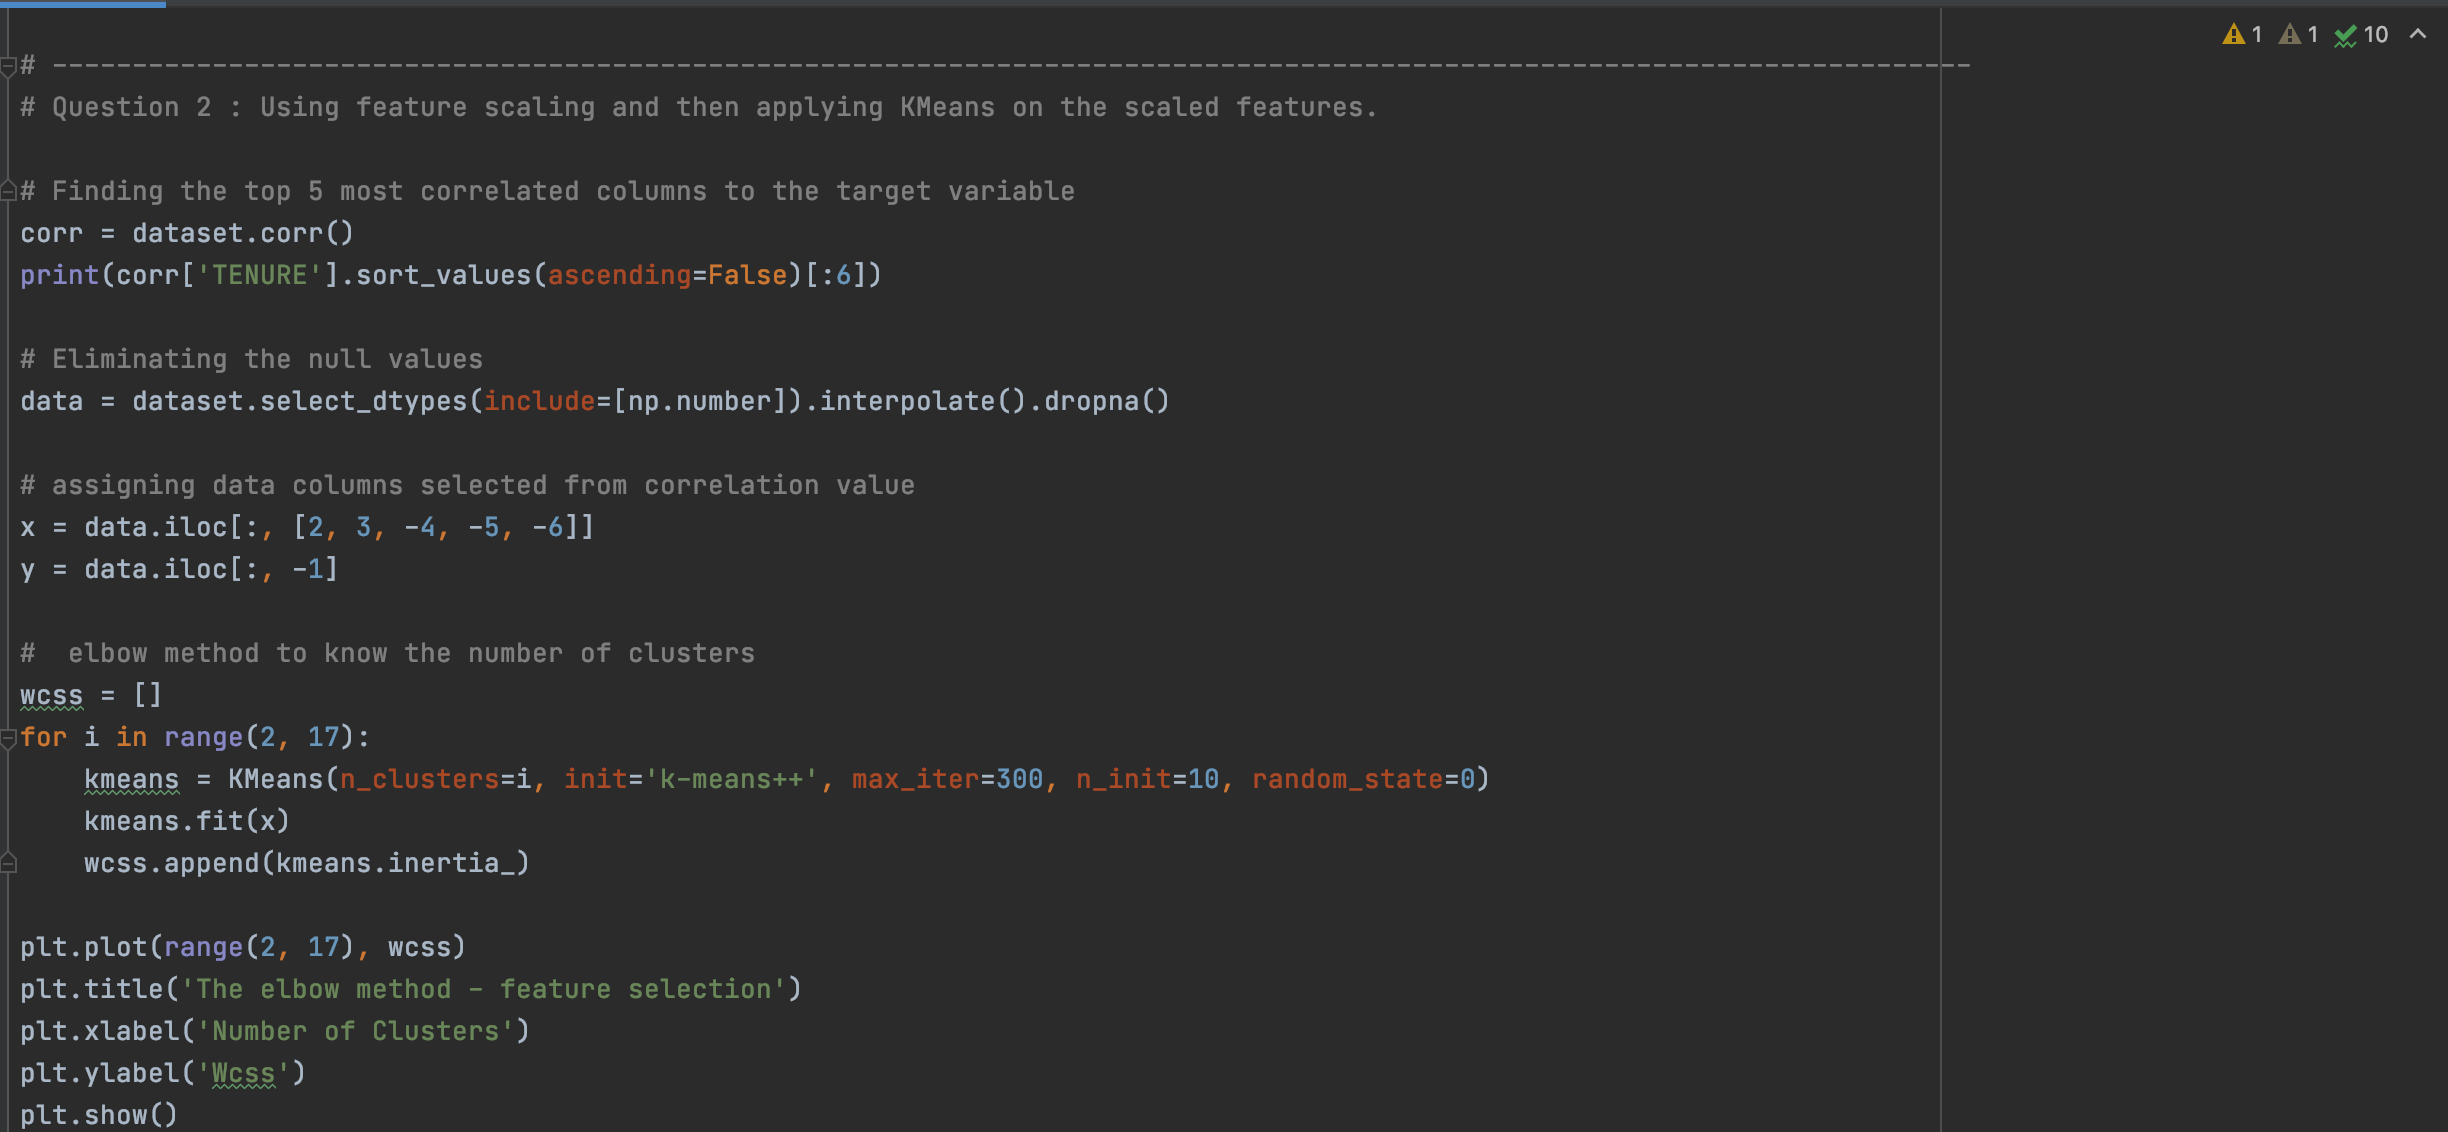 1 1 10
# ------------------------------------------------------------------------------------------------------------------------
# Question 2 : Using feature scaling and then applying KMeans on the scaled features.
# Finding the top 5 most correlated columns to the target variable
corr = dataset.corr()
print(corr['TENURE'].sort_values(ascending=False)[:6])
# Eliminating the null values
data = dataset.select_dtypes(include=[np.number]).interpolate().dropna()
# assigning data columns selected from correlation value
x = data.iloc[:, [2, 3, -4, -5, -6]]
y = data.iloc[:, -1]
#  elbow method to know the number of clusters
wcss = []
for i in range(2, 17):
    kmeans = KMeans(n_clusters=i, init='k-means++', max_iter=300, n_init=10, random_state=0)
    kmeans.fit(x)
    wcss.append(kmeans.inertia_)
plt.plot(range(2, 17), wcss)
plt.title('The elbow method - feature selection')
plt.xlabel('Number of Clusters')
plt.ylabel('Wcss')
plt.show()